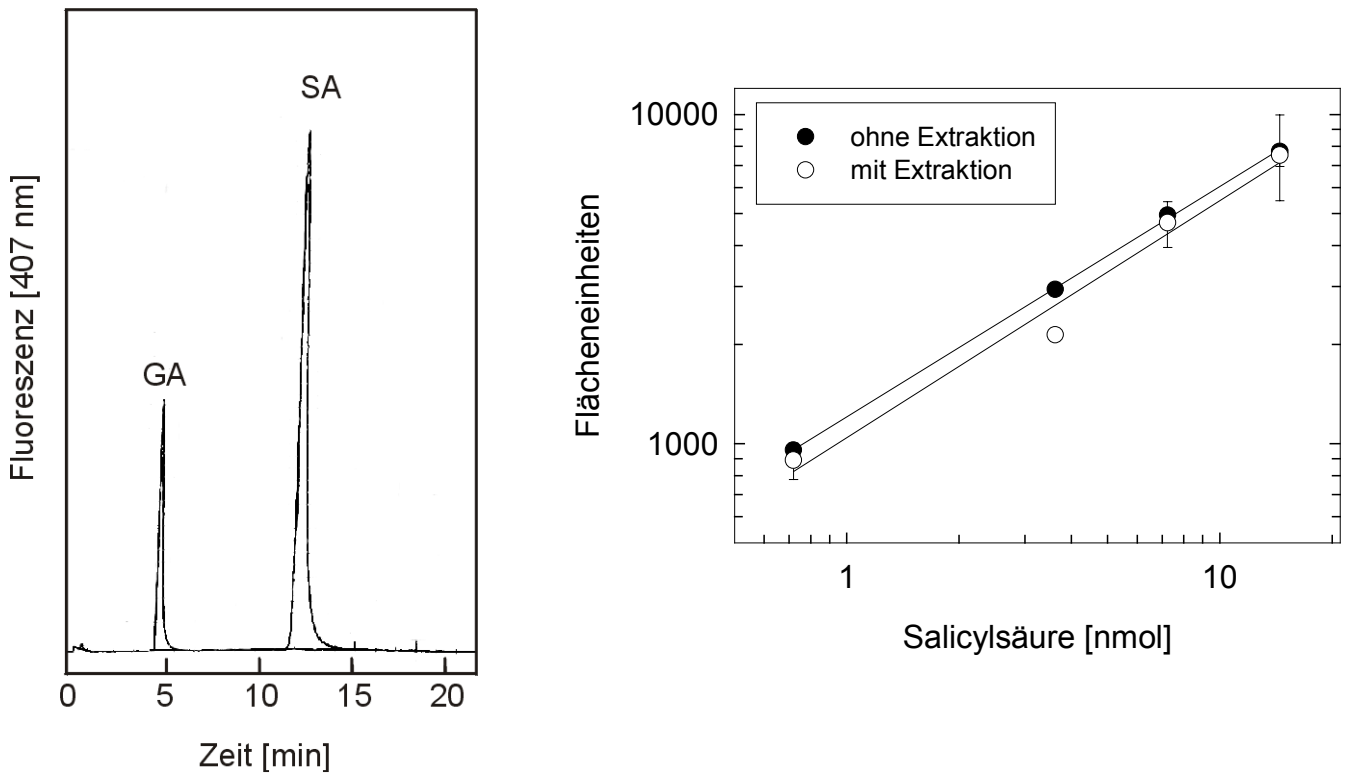 Fluoreszenz [407 nm]
GA
SA
0 5 10 15 20
Zeit [min]
Flächeneinheiten
10000
1000
ohne Extraktion
mit Extraktion
1 10
Salicylsäure [nmol]